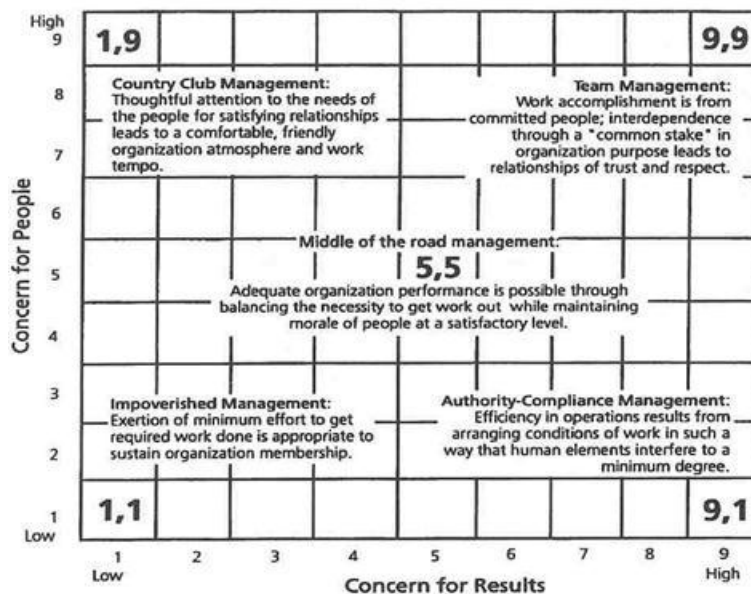 High
9
1,9
9,9
8
Country Club Management:
Thoughtful attention to the needs of
the people for satisfying relationships
leads to a comfortable, friendly
organization atmosphere and work
tempo.
Team Management:
Work accomplishment is from
committed people; interdependence
through a "common stake" in
organization purpose leads to
relationships of trust and respect.
7
6
Concern for People
Middle of the road management:
5
5,5
Adequate organization performance is possible through
balancing the necessity to get work out while maintaining
morale of people at a satisfactory level.
4
3
Impoverished Management:
Exertion of minimum effort to get
required work done is appropriate to
sustain organization membership.
Authority-Compliance Management:
Efficiency in operations results from
arranging conditions of work in such a
way that human elements interfere to a
minimum degree.
2
1
Low
1,1
9,1
1 2 3 4 5 6 7 8 9
Low High
Concern for Results